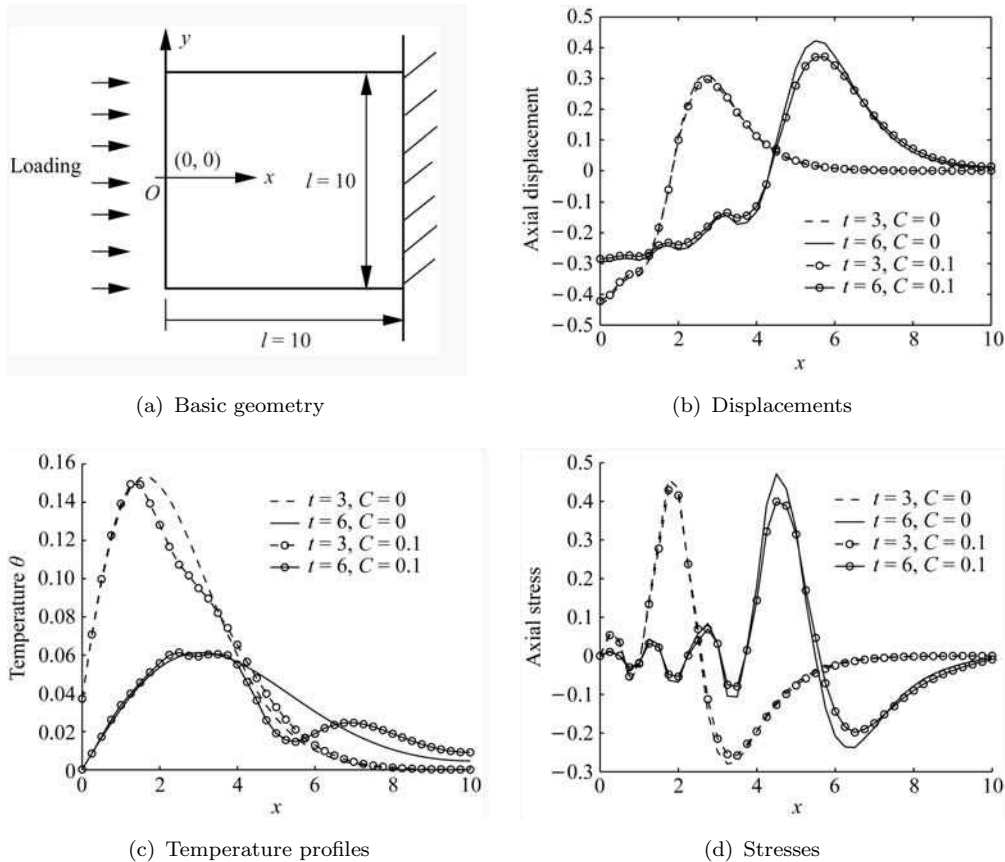 y
Loading
(0, 0)
O
x
l = 10
l = 10
(a) Basic geometry
Axial displacement
0.5
0.4
0.3
0.2
0.1
0
−0.1
−0.2
−0.3
−0.4
−0.5
t = 3, C = 0
t = 6, C = 0
t = 3, C = 0.1
t = 6, C = 0.1
0 2 4 6 8 10
x
(b) Displacements
Temperature θ
0.16
0.14
0.12
0.10
0.08
0.06
0.04
0.02
0
t = 3, C = 0
t = 6, C = 0
t = 3, C = 0.1
t = 6, C = 0.1
0 2 4 6 8 10
x
(c) Temperature profiles
Axial stress
0.5
0.4
0.3
0.2
0.1
0
−0.1
−0.2
−0.3
t = 3, C = 0
t = 6, C = 0
t = 3, C = 0.1
t = 6, C = 0.1
0 2 4 6 8 10
x
(d) Stresses